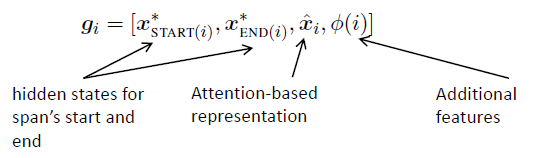 g_i = [x*_START(i), x*_END(i), x̂_i, ϕ(i)]
hidden states for
span's start and
end
Attention-based
representation
Additional
features